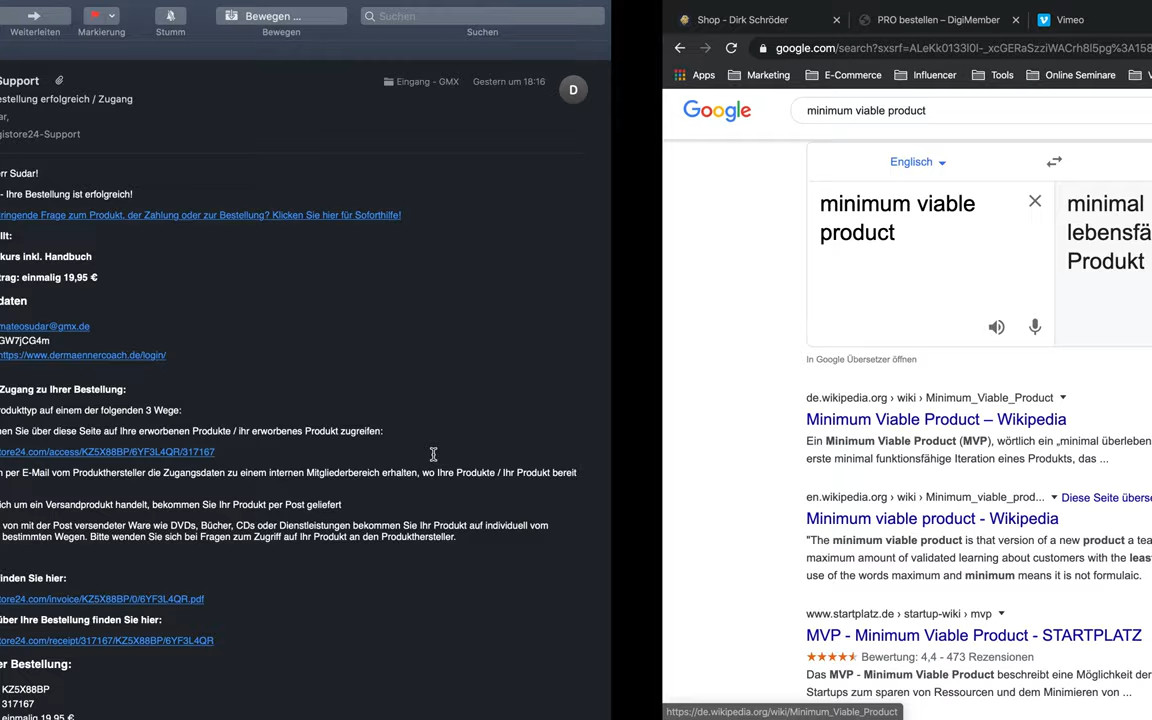 Weiterleiten
Markierung
Stumm
Bewegen ...
Bewegen
Suchen
Suchen
Support
Eingang - GMX
Gestern um 18:16
D
estellung erfolgreich / Zugang
ar,
gistore24-Support
rr Sudar!
- Ihre Bestellung ist erfolgreich!
ringende Frage zum Produkt, der Zahlung oder zur Bestellung? Klicken Sie hier für Soforthilfe!
llt:
kurs inkl. Handbuch
trag: einmalig 19,95 €
daten
mateosudar@gmx.de
GW7jCG4m
https://www.dermaennercoach.de/login/
Zugang zu Ihrer Bestellung:
rodukttyp auf einem der folgenden 3 Wege:
nen Sie über diese Seite auf Ihre erworbenen Produkte / ihr erworbenes Produkt zugreifen:
tore24.com/access/KZ5X88BP/6YF3L4QR/317167
n per E-Mail vom Produkthersteller die Zugangsdaten zu einem internen Mitgliederbereich erhalten, wo Ihre Produkte / Ihr Produkt bereit
ich um ein Versandprodukt handelt, bekommen Sie Ihr Produkt per Post geliefert
von mit der Post versendeter Ware wie DVDs, Bücher, CDs oder Dienstleistungen bekommen Sie Ihr Produkt auf individuell vom
bestimmten Wegen. Bitte wenden Sie sich bei Fragen zum Zugriff auf Ihr Produkt an den Produkthersteller.
inden Sie hier:
tore24.com/invoice/KZ5X88BP/0/6YF3L4QR.pdf
über Ihre Bestellung finden Sie hier:
tore24.com/receipt/317167/KZ5X88BP/6YF3L4QR
er Bestellung:
KZ5X88BP
317167
einmalig 19,95 €
Shop - Dirk Schröder
PRO bestellen – DigiMember
Vimeo
google.com/search?sxsrf=ALeKk0133l0I-_xcGERaSzziWACrh8l5pg%3A158
Apps
Marketing
E-Commerce
Influencer
Tools
Online Seminare
Google
minimum viable product
Englisch
minimum viable
product
minimal
lebensfä
Produkt
In Google Übersetzer öffnen
de.wikipedia.org › wiki › Minimum_Viable_Product
Minimum Viable Product – Wikipedia
Ein Minimum Viable Product (MVP), wörtlich ein „minimal überleben
erste minimal funktionsfähige Iteration eines Produkts, das ...
en.wikipedia.org › wiki › Minimum_viable_prod... Diese Seite überse
Minimum viable product - Wikipedia
"The minimum viable product is that version of a new product a tea
maximum amount of validated learning about customers with the leas
use of the words maximum and minimum means it is not formulaic.
www.startplatz.de › startup-wiki › mvp
MVP - Minimum Viable Product - STARTPLATZ
Bewertung: 4,4 - 473 Rezensionen
Das MVP - Minimum Viable Product beschreibt eine Möglichkeit der
Startups zum sparen von Ressourcen und dem Minimieren von ...
https://de.wikipedia.org/wiki/Minimum_Viable_Product